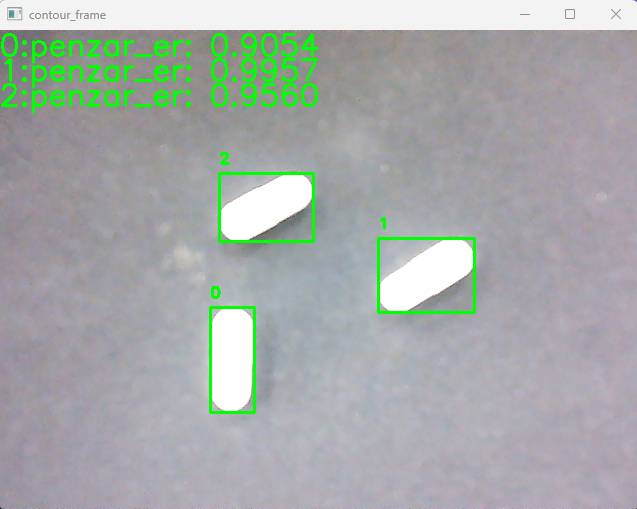 contour_frame
0:penzar_er: 0.9054
1:penzar_er: 0.9957
2:penzar_er: 0.9560
2
1
0